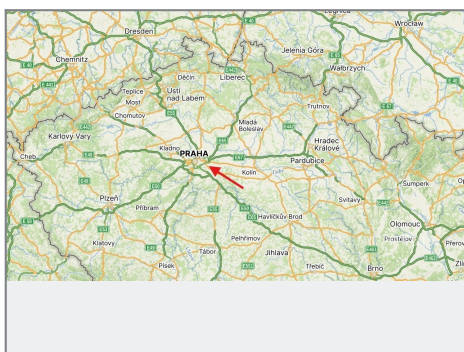 Legnica
Wrocław
Dresden
Chemnitz
Jelenia Góra
Wałbrzych
Děčín
Liberec
Teplice
Ústí
nad Labem
Most
Chomutov
Trutnov
Karlovy Vary
Mladá
Boleslav
Kladno
Hradec
Králové
Cheb
PRAHA
Pardubice
Kolín
Šumperk
Plzeň
Příbram
Svitavy
Havlíčkův Brod
Olomouc
Klatovy
Pelhřimov
Prostějov
Přerov
Tábor
Jihlava
Písek
Třebíč
Brno
Zlín